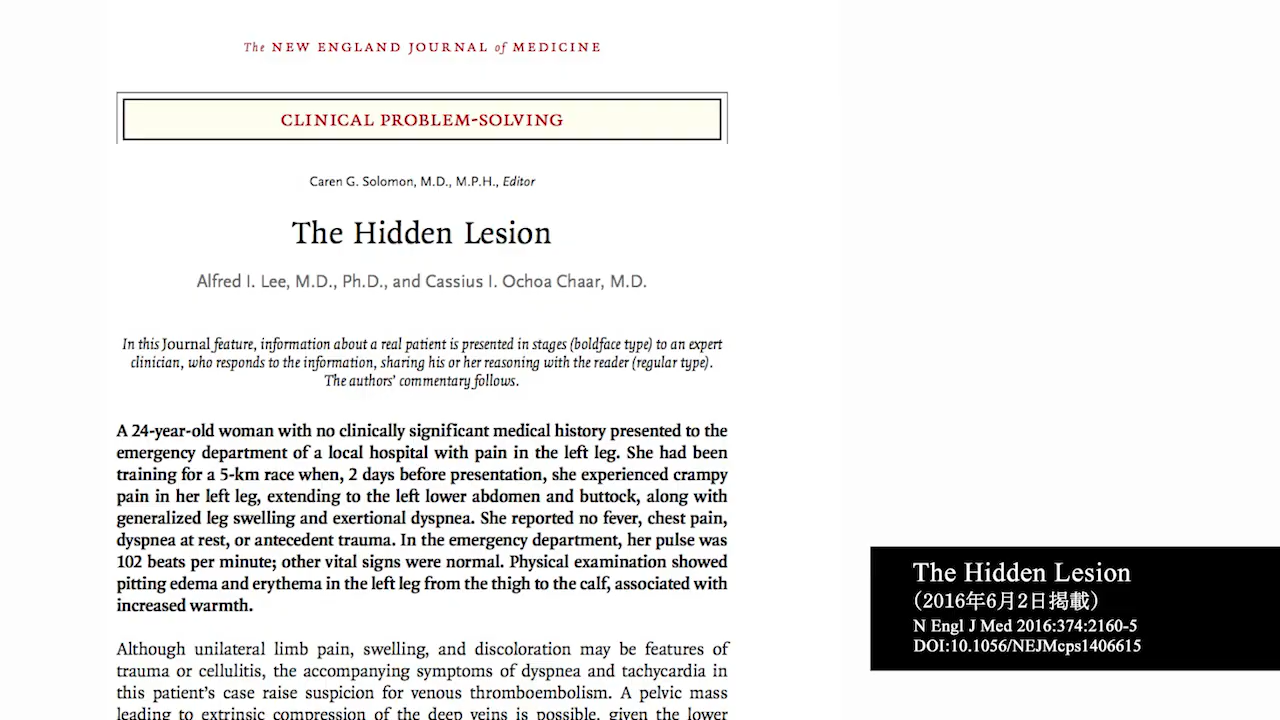 The NEW ENGLAND JOURNAL of MEDICINE
CLINICAL PROBLEM-SOLVING
Caren G. Solomon, M.D., M.P.H., Editor
The Hidden Lesion
Alfred I. Lee, M.D., Ph.D., and Cassius I. Ochoa Chaar, M.D.
In this Journal feature, information about a real patient is presented in stages (boldface type) to an expert
clinician, who responds to the information, sharing his or her reasoning with the reader (regular type).
The authors' commentary follows.
A 24-year-old woman with no clinically significant medical history presented to the
emergency department of a local hospital with pain in the left leg. She had been
training for a 5-km race when, 2 days before presentation, she experienced crampy
pain in her left leg, extending to the left lower abdomen and buttock, along with
generalized leg swelling and exertional dyspnea. She reported no fever, chest pain,
dyspnea at rest, or antecedent trauma. In the emergency department, her pulse was
102 beats per minute; other vital signs were normal. Physical examination showed
pitting edema and erythema in the left leg from the thigh to the calf, associated with
increased warmth.
Although unilateral limb pain, swelling, and discoloration may be features of
trauma or cellulitis, the accompanying symptoms of dyspnea and tachycardia in
this patient's case raise suspicion for venous thromboembolism. A pelvic mass
leading to extrinsic compression of the deep veins is possible, given the lower
The Hidden Lesion
(2016年6月2日掲載)
N Engl J Med 2016:374:2160-5
DOI:10.1056/NEJMcps1406615